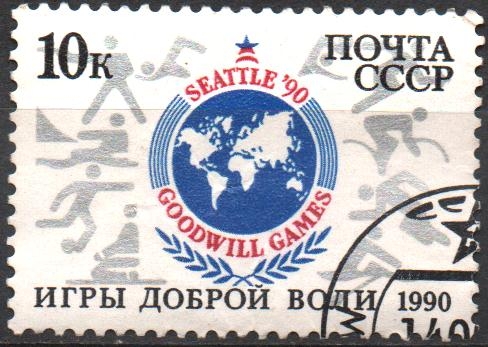 10к
ПОЧТА
СССР
SEATTLE '90
GOODWILL GAMES
ИГРЫ ДОБРОЙ ВОЛИ 1990